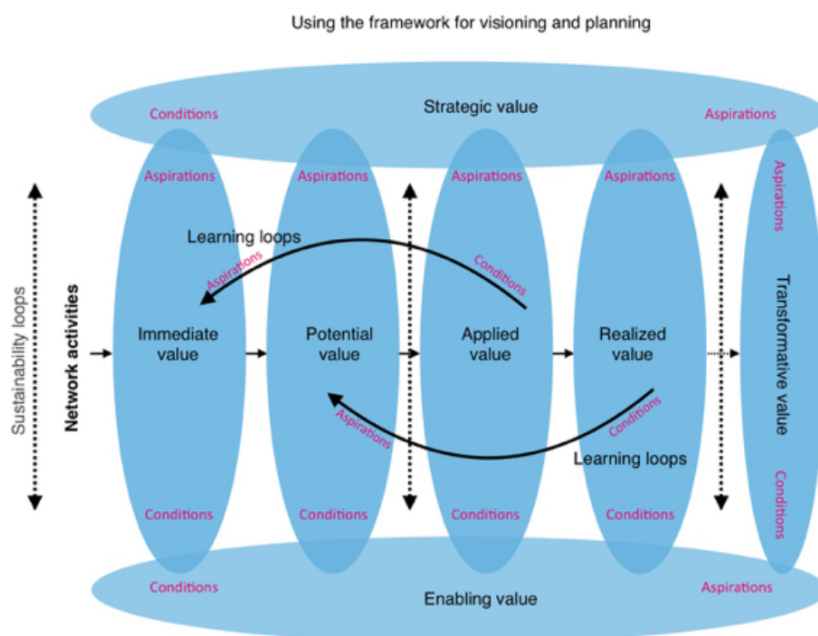 Using the framework for visioning and planning
Conditions
Strategic value
Aspirations
Aspirations
Aspirations
Aspirations
Aspirations
Aspirations
Learning loops
Aspirations
Conditions
Sustainability loops
Network activities
Immediate
value
Potential
value
Applied
value
Realized
value
Transformative value
Aspirations
Conditions
Learning loops
Conditions
Conditions
Conditions
Conditions
Conditions
Conditions
Enabling value
Aspirations